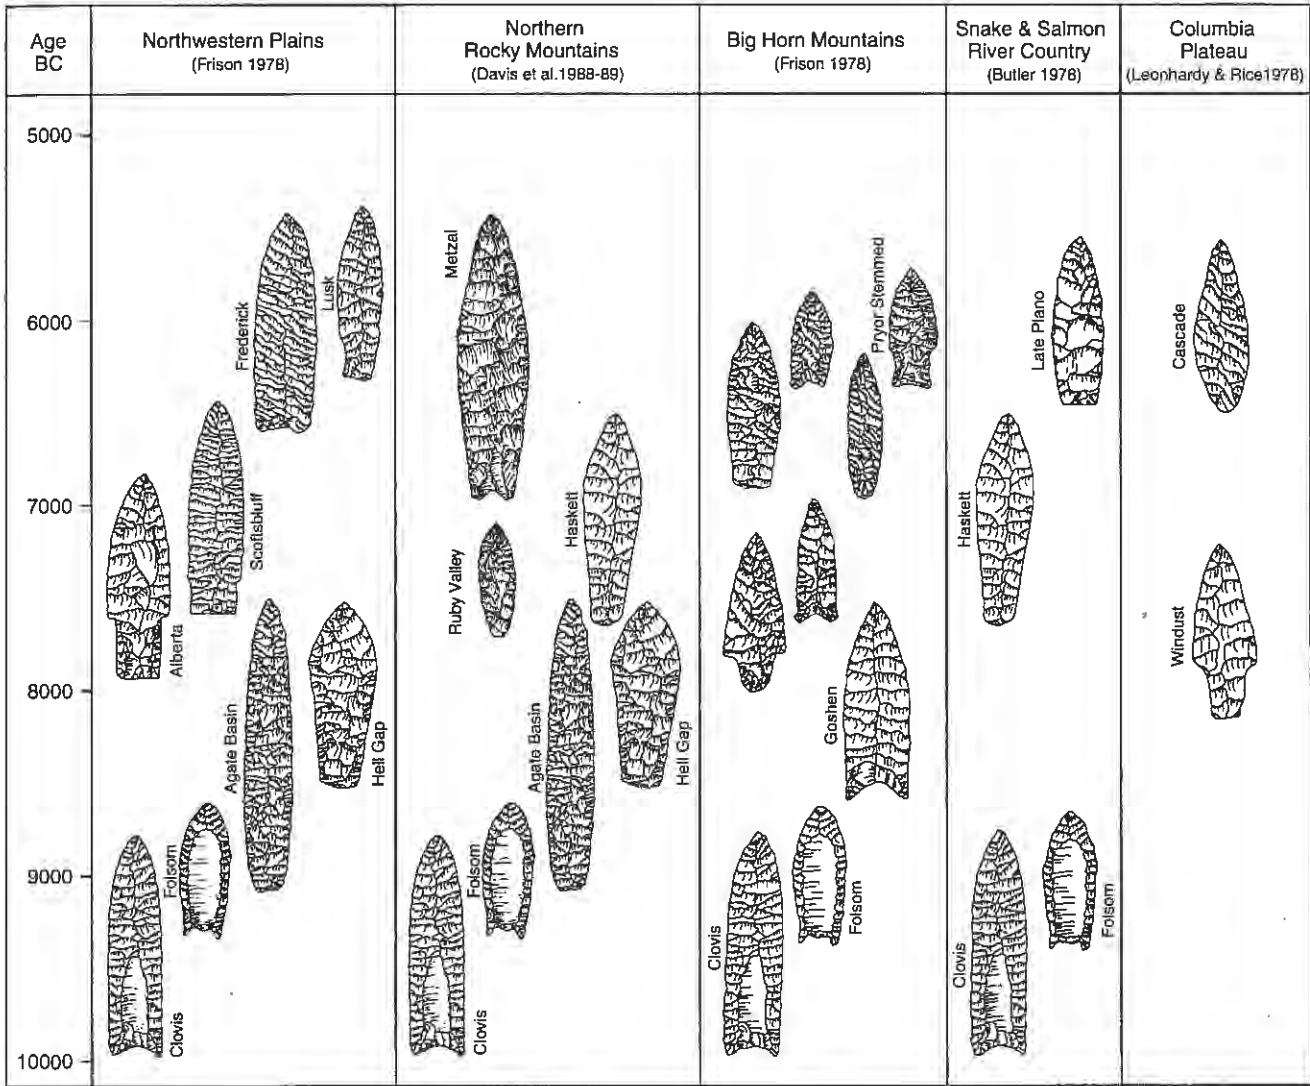 Age
BC
Northwestern Plains
(Frison 1978)
Northern
Rocky Mountains
(Davis et al.1988-89)
Big Horn Mountains
(Frison 1978)
Snake & Salmon
River Country
(Butler 1978)
Columbia
Plateau
(Leonhardy & Rice1978)
5000
6000
7000
8000
9000
10000
Frederick
Lusk
Scottsbluff
Alberta
Agate Basin
Hell Gap
Folsom
Clovis
Metzal
Ruby Valley
Haskett
Agate Basin
Hell Gap
Folsom
Clovis
Pryor Stemmed
Goshen
Clovis
Folsom
Late Plano
Haskett
Clovis
Folsom
Cascade
Windust